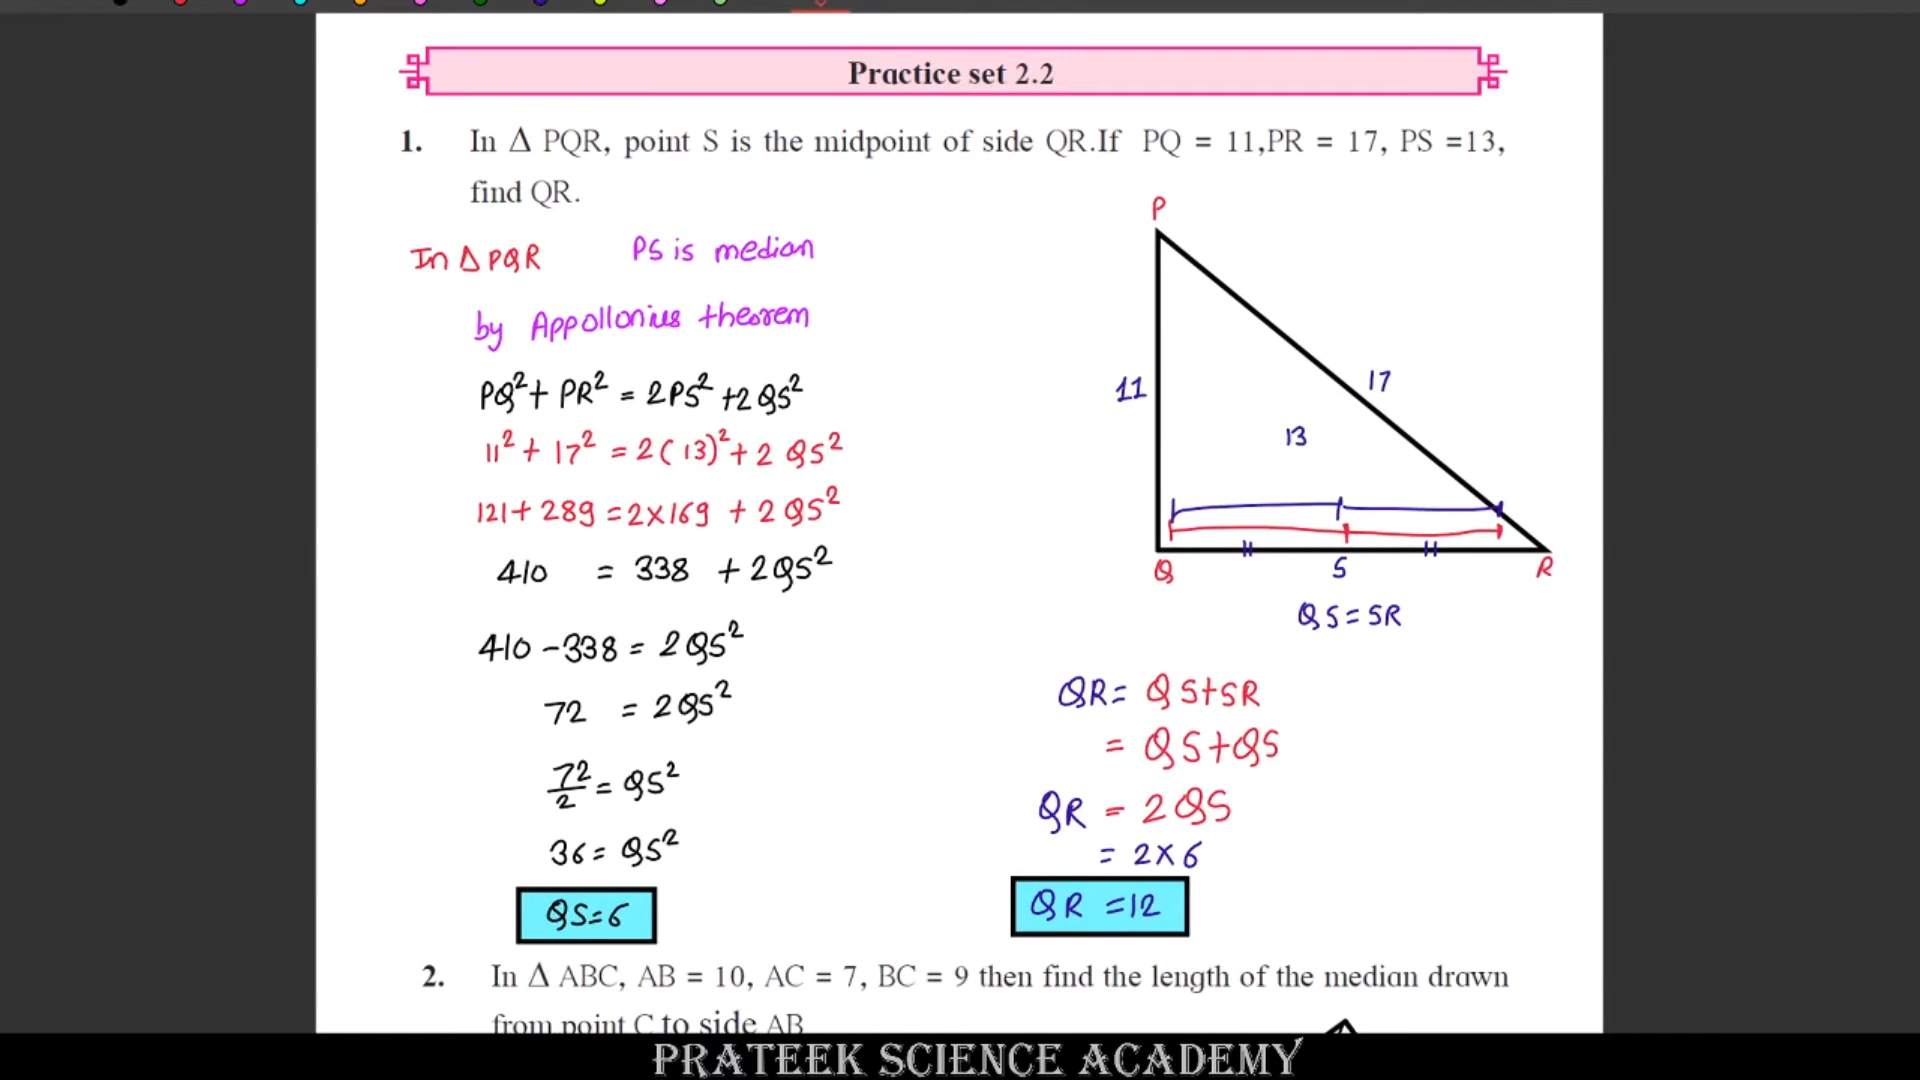 Practice set 2.2
1. In Δ PQR, point S is the midpoint of side QR.If PQ = 11,PR = 17, PS =13,
find QR.
In Δ PQR PS is median
by Appollonius theorem
PQ² + PR² = 2PS² +2QS²
11² + 17² = 2(13)² + 2 QS²
121 + 289 = 2×169 + 2QS²
410 = 338 + 2QS²
410 - 338 = 2QS²
72 = 2QS²
72/2 = QS²
36 = QS²
QS=6
P
11
17
13
Q S R
QS = SR
QR = QS+SR
= QS+QS
QR = 2QS
= 2×6
QR =12
2. In Δ ABC, AB = 10, AC = 7, BC = 9 then find the length of the median drawn
from point C to side AB
PRATEEK SCIENCE ACADEMY